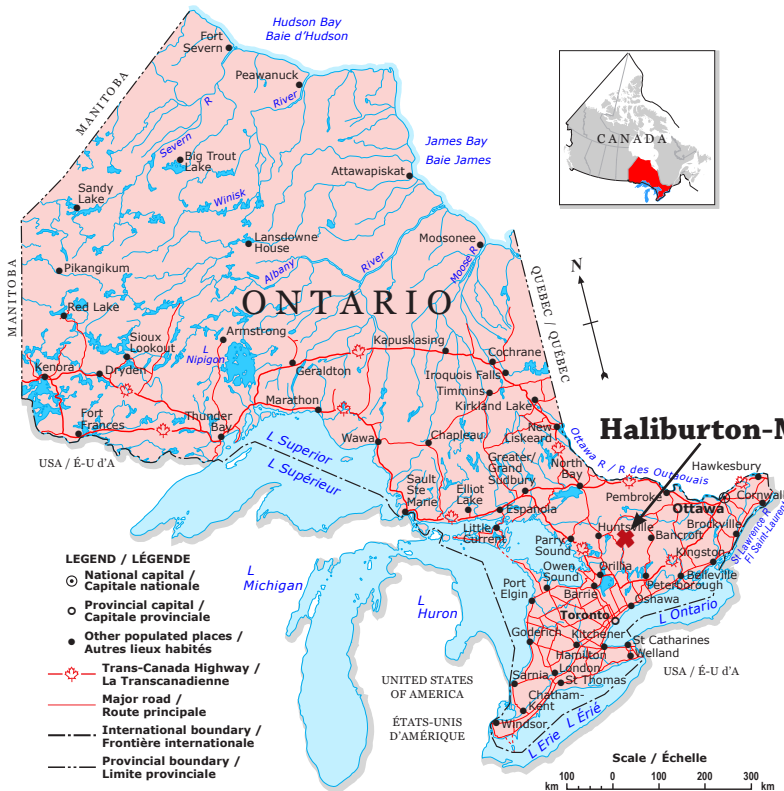 Hudson Bay
Baie d'Hudson
Fort
Severn
Peawanuck
River
MANITOBA
Severn
R
Big Trout
Lake
James Bay
Baie James
CANADA
Attawapiskat
Sandy
Lake
Winisk
Lansdowne
House
Moosonee
Albany
River
Moose R
QUEBEC / QUÉBEC
N
Pikangikum
MANITOBA
ONTARIO
Red Lake
Armstrong
Sioux
Lookout
L
Nipigon
Kapuskasing
Cochrane
Kenora
Dryden
Geraldton
Iroquois Falls
Timmins
Marathon
Kirkland Lake
Fort
Frances
Thunder
Bay
Wawa
Chapleau
New
Liskeard
Ottawa R / R des Outaouais
Haliburton-M
USA / É-U d'A
L Superior
L Supérieur
Greater/
Grand
Sudbury
North
Bay
Hawkesbury
Sault
Ste-
Marie
Elliot
Lake
Espanola
Pembroke
Ottawa
Cornwall
Little
Current
Parry
Sound
Huntsville
Bancroft
Brockville
St Lawrence R
Fl Saint-Laurent
Kingston
LEGEND / LÉGENDE
National capital /
Capitale nationale
Provincial capital /
Capitale provinciale
Other populated places /
Autres lieux habités
Trans-Canada Highway /
La Transcanadienne
Major road /
Route principale
International boundary /
Frontière internationale
Provincial boundary /
Limite provinciale
L
Michigan
L
Huron
Port
Elgin
Owen
Sound
Orillia
Barrie
Peterborough
Belleville
Oshawa
Toronto
L Ontario
Goderich
Kitchener
St Catharines
Hamilton
Welland
USA / É-U d'A
UNITED STATES
OF AMERICA
ÉTATS-UNIS
D'AMÉRIQUE
Sarnia
London
St Thomas
Chatham-
Kent
Windsor
L Erie
L Érié
Scale / Échelle
100 0 100 200 300
km km